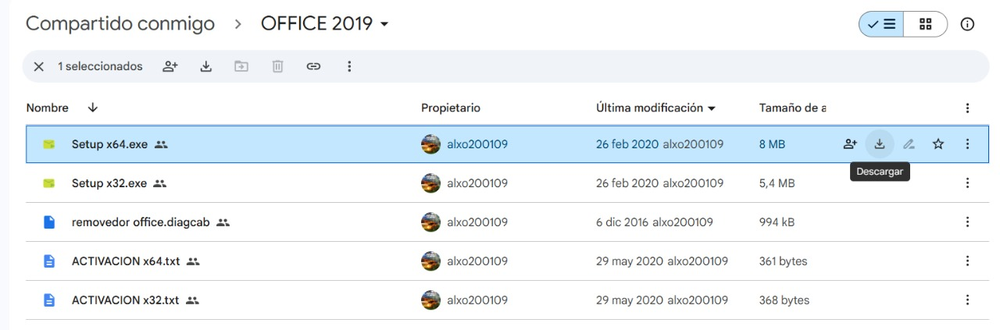 Compartido conmigo > OFFICE 2019
1 seleccionados
Nombre Propietario Última modificación Tamaño de a
Setup x64.exe alxo200109 26 feb 2020 alxo200109 8 MB
Descargar
Setup x32.exe alxo200109 26 feb 2020 alxo200109 5,4 MB
removedor office.diagcab alxo200109 6 dic 2016 alxo200109 994 kB
ACTIVACION x64.txt alxo200109 29 may 2020 alxo200109 361 bytes
ACTIVACION x32.txt alxo200109 29 may 2020 alxo200109 368 bytes